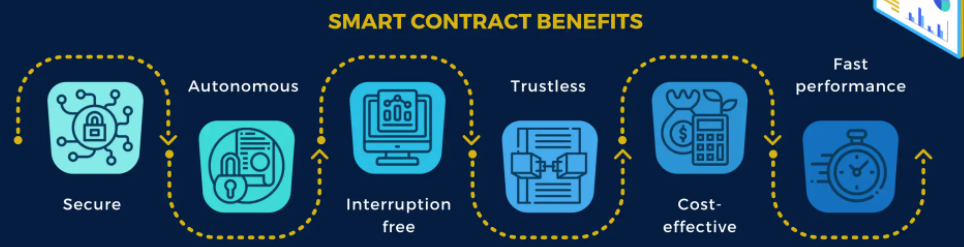 SMART CONTRACT BENEFITS
Secure
Autonomous
Interruption
free
Trustless
Cost-
effective
Fast
performance